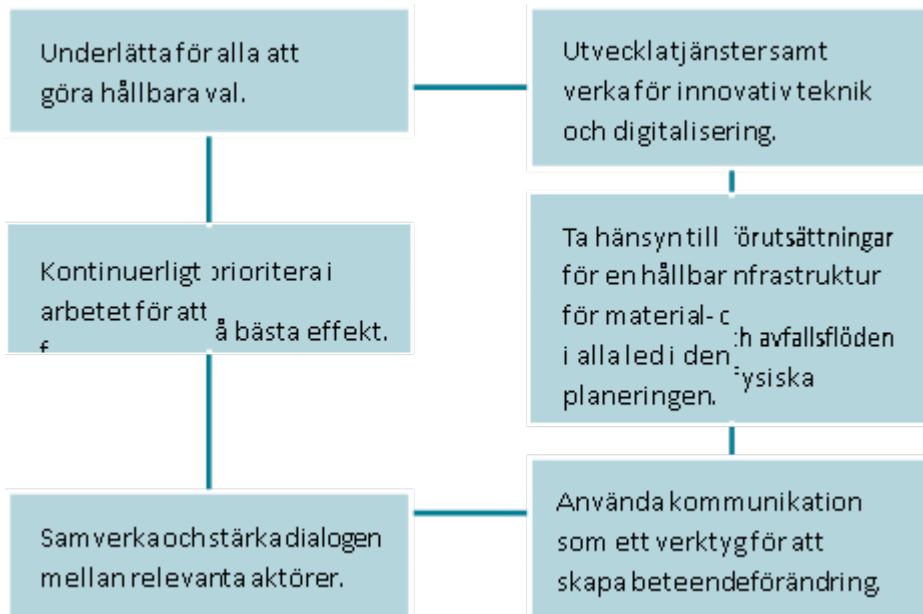 Underlätta för alla att
göra hållbara val.
Utveckla tjänster samt
verka för innovativ teknik
och digitalisering.
Kontinuerligt prioritera i
arbetet för att
få bästa effekt.
Ta hänsyn till förutsättningar
för en hållbar infrastruktur
för material- och avfallsflöden
i alla led i den fysiska
planeringen.
Samverka och stärka dialogen
mellan relevanta aktörer.
Använda kommunikation
som ett verktyg för att
skapa beteendeförändring.